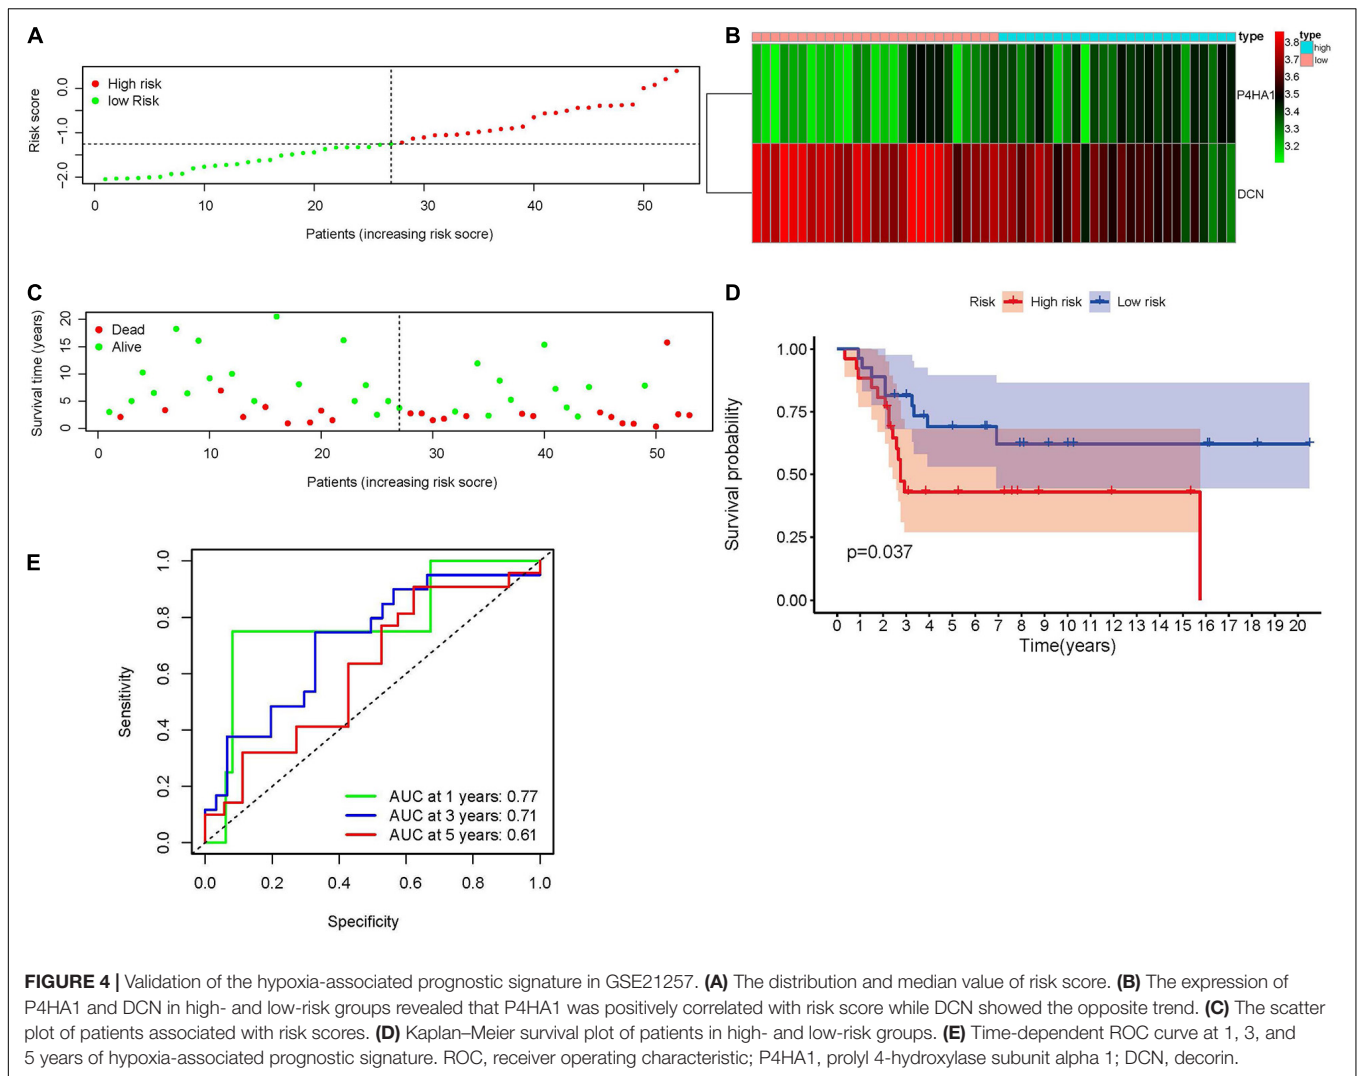 A
High risk
low Risk
Risk score
0.0
−1.0
−2.0
0 10 20 30 40 50
Patients (increasing risk socre)
B
type
P4HA1
DCN
3.8
3.7
3.6
3.5
3.4
3.3
3.2
type
high
low
C
Dead
Alive
Survival time (years)
20
15
10
5
0
0 10 20 30 40 50
Patients (increasing risk socre)
D
Risk High risk Low risk
Survival probability
1.00
0.75
0.50
0.25
0.00
p=0.037
0 1 2 3 4 5 6 7 8 9 10 11 12 13 14 15 16 17 18 19 20
Time(years)
E
Sensitivity
1.0
0.8
0.6
0.4
0.2
0.0
AUC at 1 years: 0.77
AUC at 3 years: 0.71
AUC at 5 years: 0.61
0.0 0.2 0.4 0.6 0.8 1.0
Specificity
FIGURE 4 | Validation of the hypoxia-associated prognostic signature in GSE21257. (A) The distribution and median value of risk score. (B) The expression of
P4HA1 and DCN in high- and low-risk groups revealed that P4HA1 was positively correlated with risk score while DCN showed the opposite trend. (C) The scatter
plot of patients associated with risk scores. (D) Kaplan–Meier survival plot of patients in high- and low-risk groups. (E) Time-dependent ROC curve at 1, 3, and
5 years of hypoxia-associated prognostic signature. ROC, receiver operating characteristic; P4HA1, prolyl 4-hydroxylase subunit alpha 1; DCN, decorin.